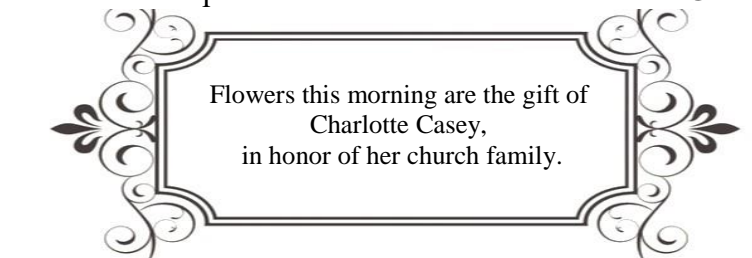 Flowers this morning are the gift of
Charlotte Casey,
in honor of her church family.